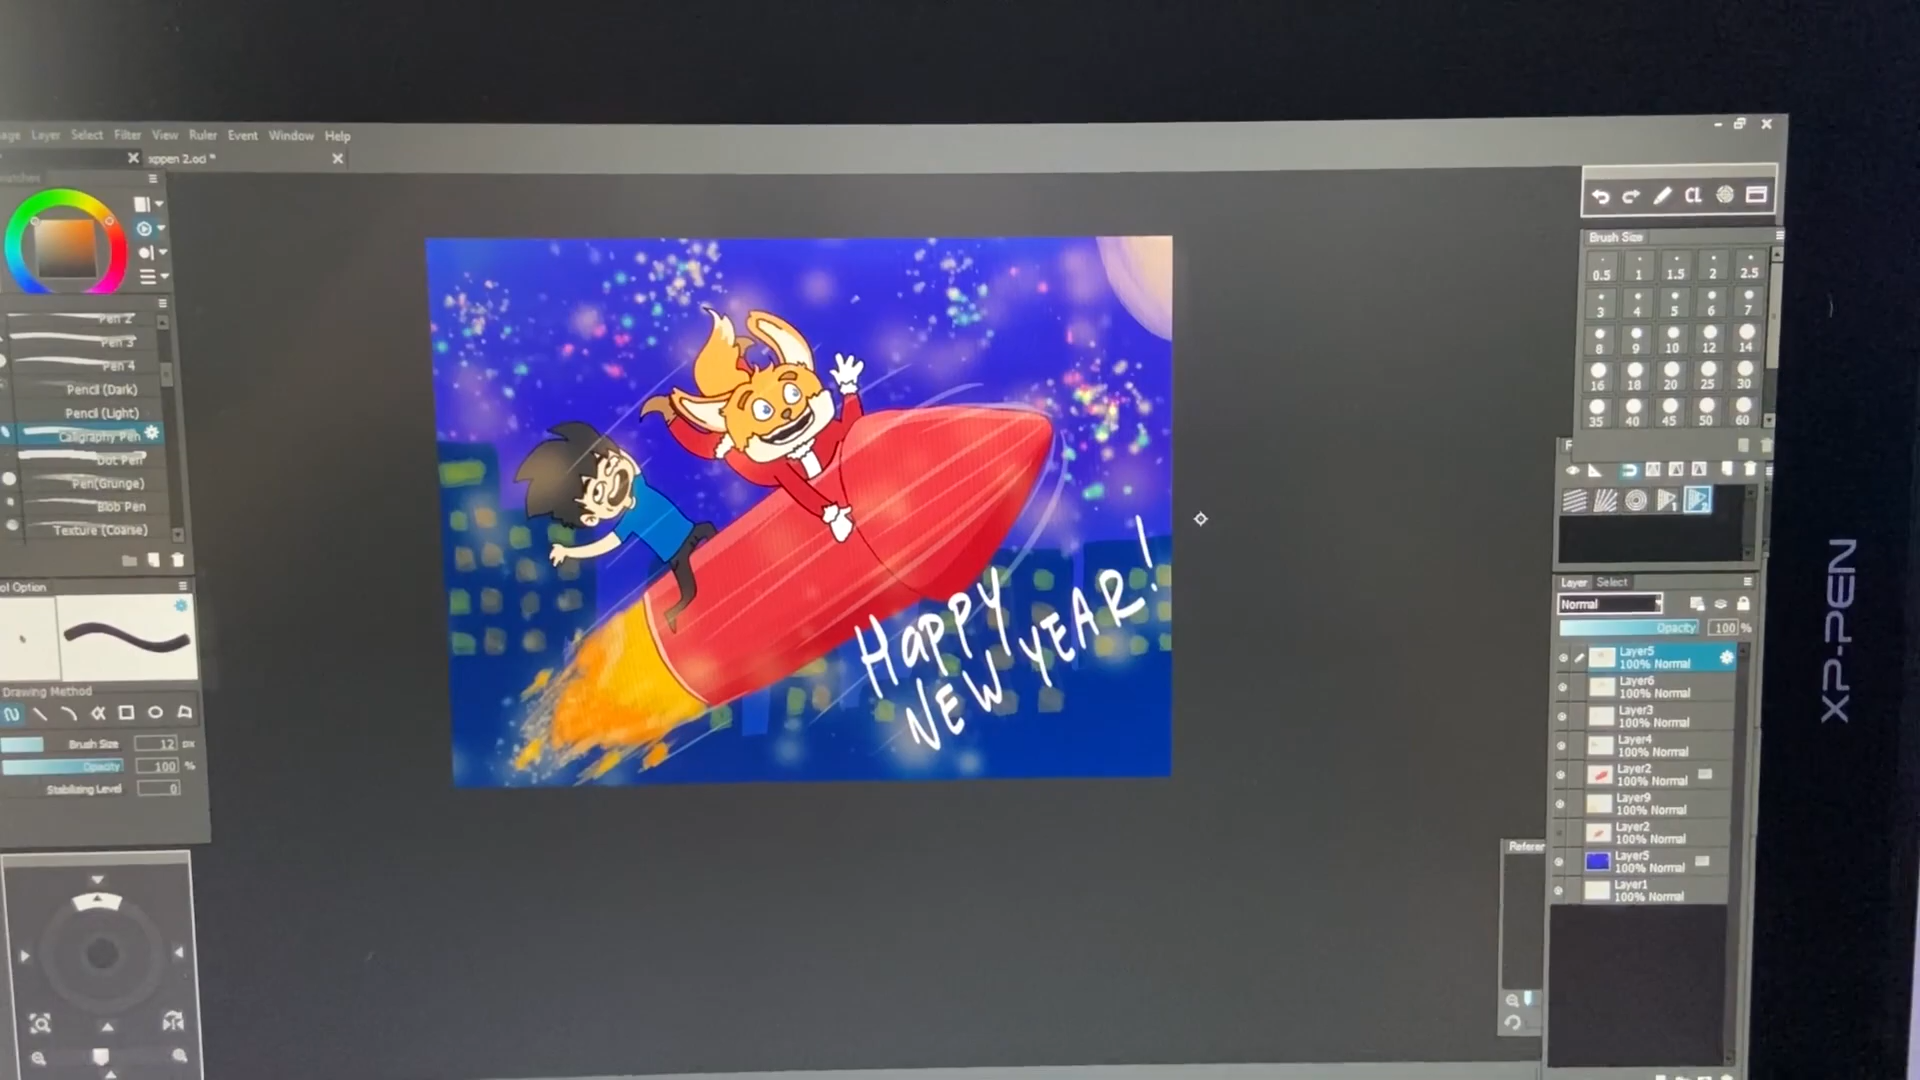 Layer Select Filter View Ruler Event Window Help
xppen 2.oci *
Pen 2
Pen 3
Pen 4
Pencil (Dark)
Pencil (Light)
Calligraphy Pen
Dot Pen
Pen(Grunge)
Blob Pen
Texture (Coarse)
Option
Drawing Method
Brush Size 12 px
Opacity 100 %
Stabilizing Level 0
HAPPY
NEW YEAR!
CL
Brush Size
0.5 1 1.5 2 2.5
3 4 5 6 7
8 9 10 12 14
16 18 20 25 30
35 40 45 50 60
Layer Select
Normal
Opacity 100 %
Layer5
100% Normal
Layer6
100% Normal
Layer3
100% Normal
Layer4
100% Normal
Layer2
100% Normal
Layer9
100% Normal
Layer2
100% Normal
Layer5
100% Normal
Layer1
100% Normal
XP-PEN